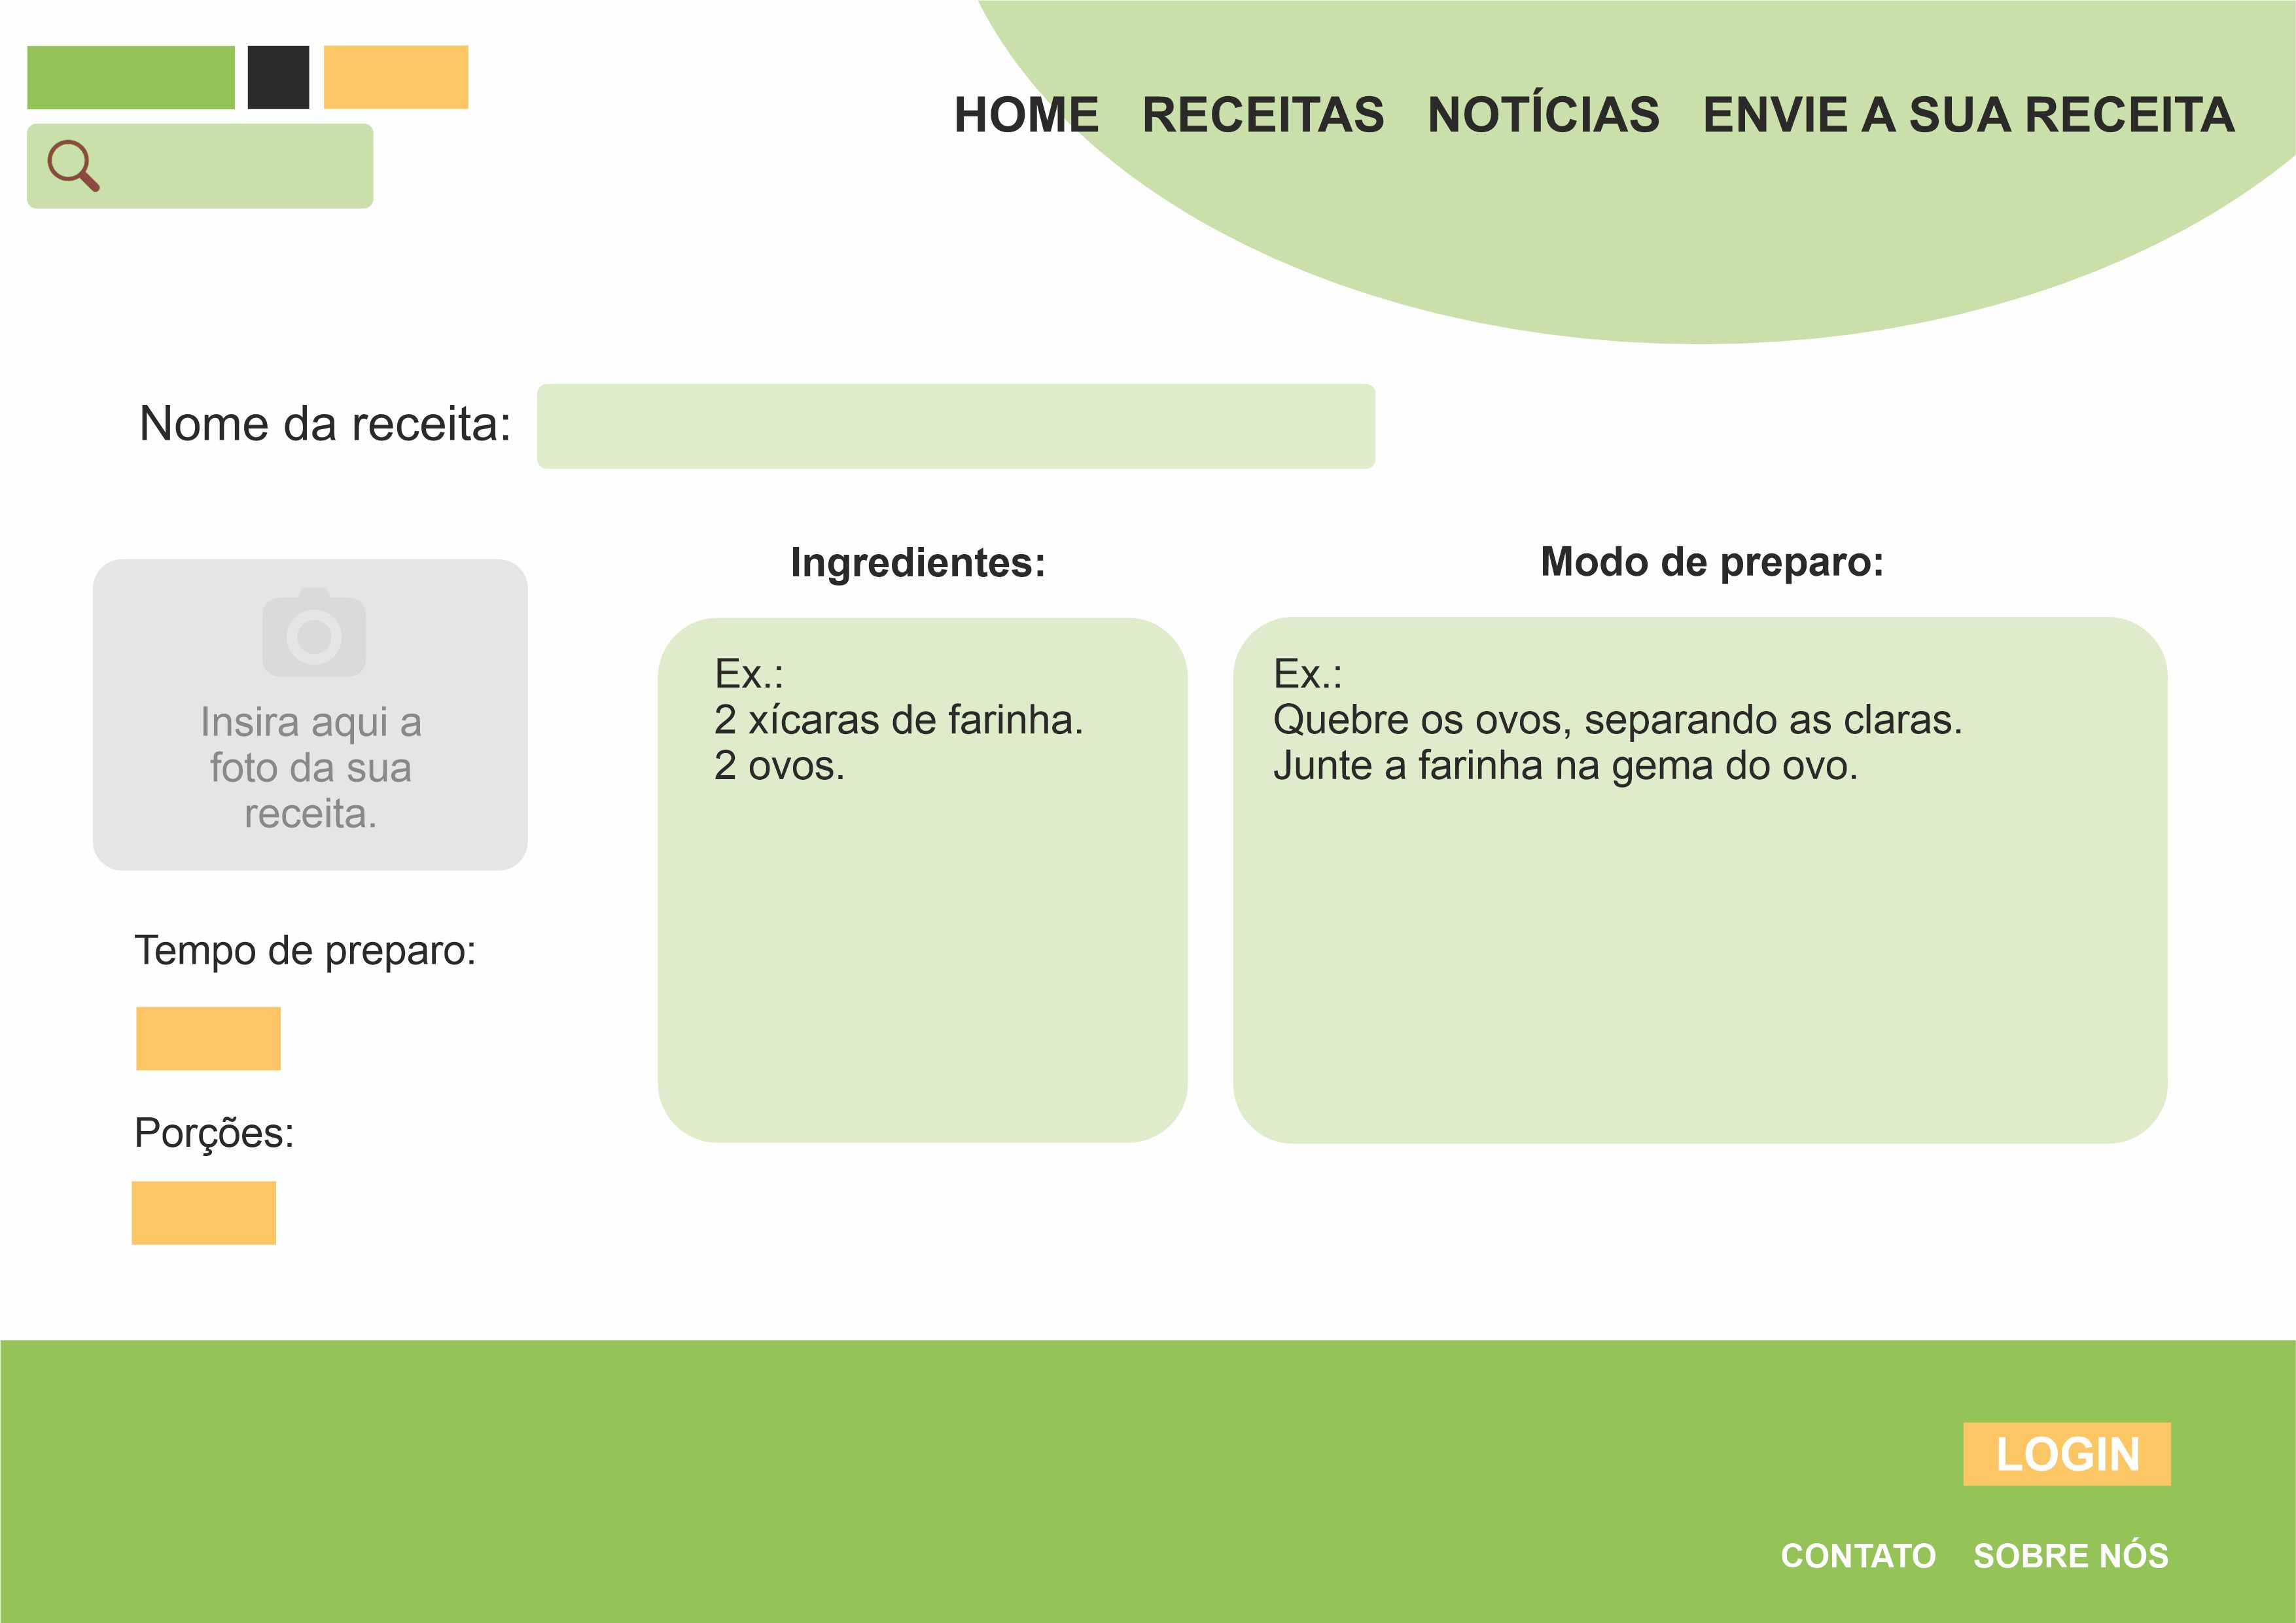 HOME RECEITAS NOTÍCIAS ENVIE A SUA RECEITA
Nome da receita:
Insira aqui a
foto da sua
receita.
Tempo de preparo:
Porções:
Ingredientes:
Ex.:
2 xícaras de farinha.
2 ovos.
Modo de preparo:
Ex.:
Quebre os ovos, separando as claras.
Junte a farinha na gema do ovo.
LOGIN
CONTATO SOBRE NÓS